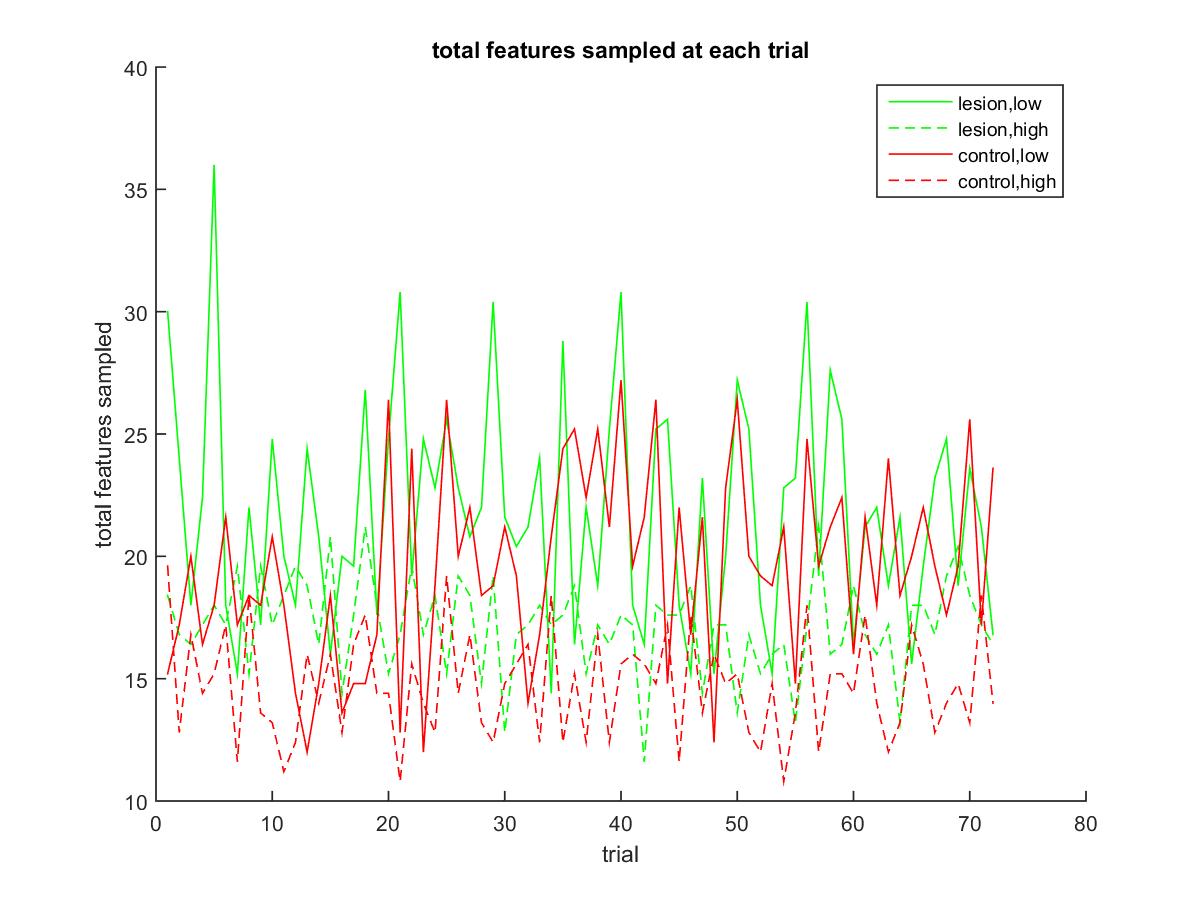 total features sampled at each trial
40
35
30
25
20
15
10
total features sampled
lesion,low
lesion,high
control,low
control,high
0 10 20 30 40 50 60 70 80
trial